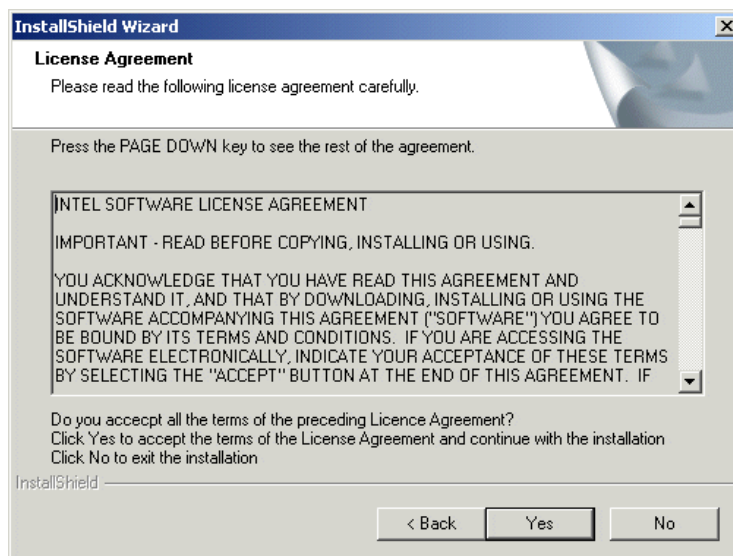 InstallShield Wizard
License Agreement
Please read the following license agreement carefully.
Press the PAGE DOWN key to see the rest of the agreement.
INTEL SOFTWARE LICENSE AGREEMENT
IMPORTANT - READ BEFORE COPYING, INSTALLING OR USING.
YOU ACKNOWLEDGE THAT YOU HAVE READ THIS AGREEMENT AND
UNDERSTAND IT, AND THAT BY DOWNLOADING, INSTALLING OR USING THE
SOFTWARE ACCOMPANYING THIS AGREEMENT ("SOFTWARE") YOU AGREE TO
BE BOUND BY ITS TERMS AND CONDITIONS.  IF YOU ARE ACCESSING THE
SOFTWARE ELECTRONICALLY, INDICATE YOUR ACCEPTANCE OF THESE TERMS
BY SELECTING THE "ACCEPT" BUTTON AT THE END OF THIS AGREEMENT.  IF
Do you accecpt all the terms of the preceding Licence Agreement?
Click Yes to accept the terms of the License Agreement and continue with the installation
Click No to exit the installation
InstallShield
< Back
Yes
No